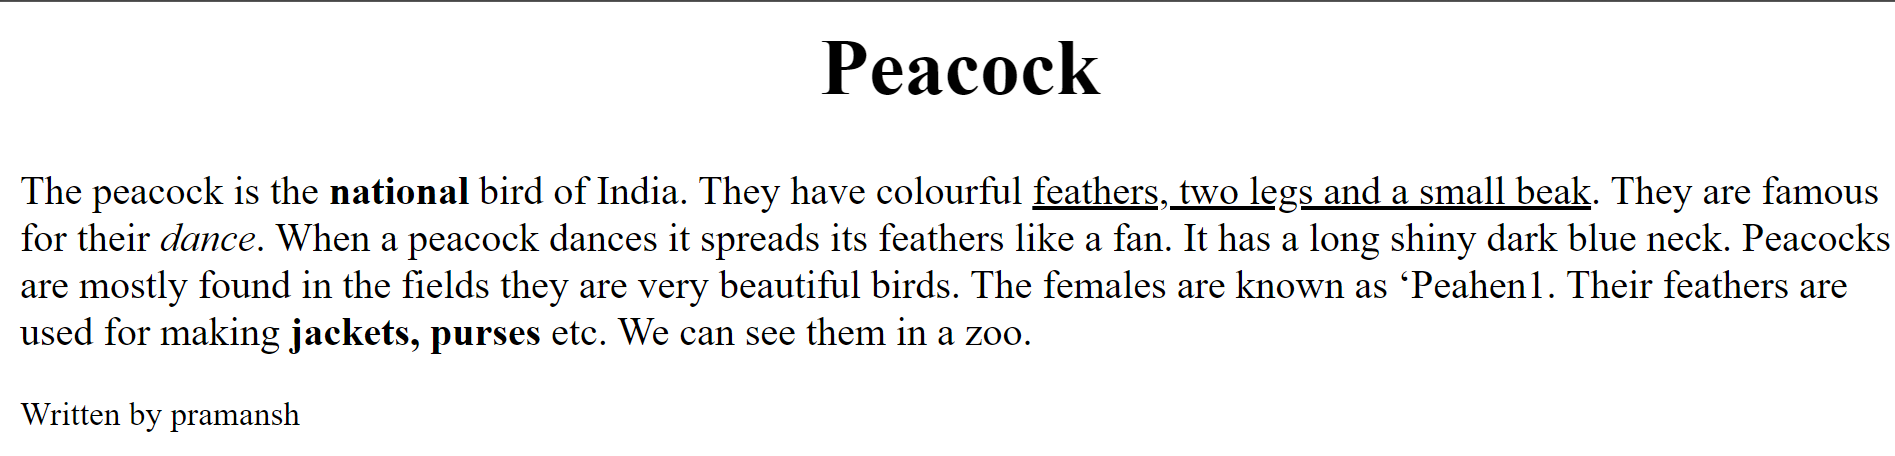 Peacock
The peacock is the national bird of India. They have colourful feathers, two legs and a small beak. They are famous
for their dance. When a peacock dances it spreads its feathers like a fan. It has a long shiny dark blue neck. Peacocks
are mostly found in the fields they are very beautiful birds. The females are known as ‘Peahen1. Their feathers are
used for making jackets, purses etc. We can see them in a zoo.
Written by pramansh